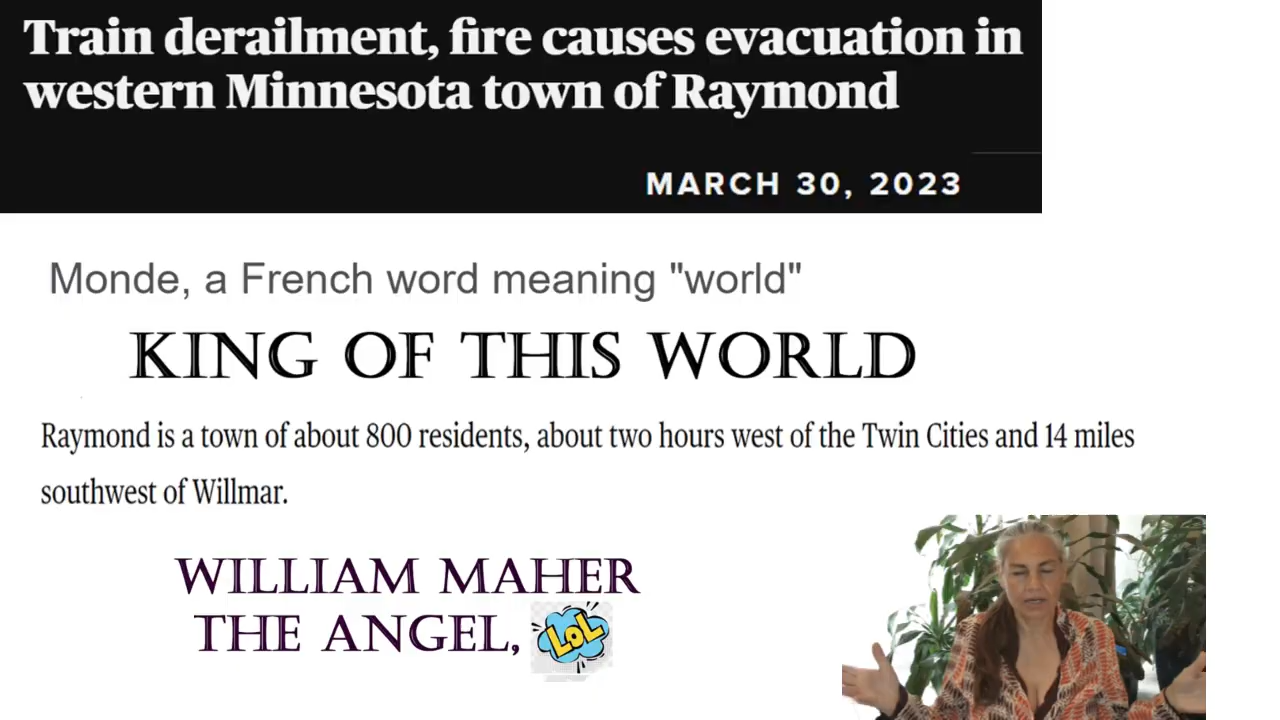 Train derailment, fire causes evacuation in
western Minnesota town of Raymond
MARCH 30, 2023
Monde, a French word meaning "world"
KING OF THIS WORLD
Raymond is a town of about 800 residents, about two hours west of the Twin Cities and 14 miles
southwest of Willmar.
WILLIAM MAHER
THE ANGEL,
LOL